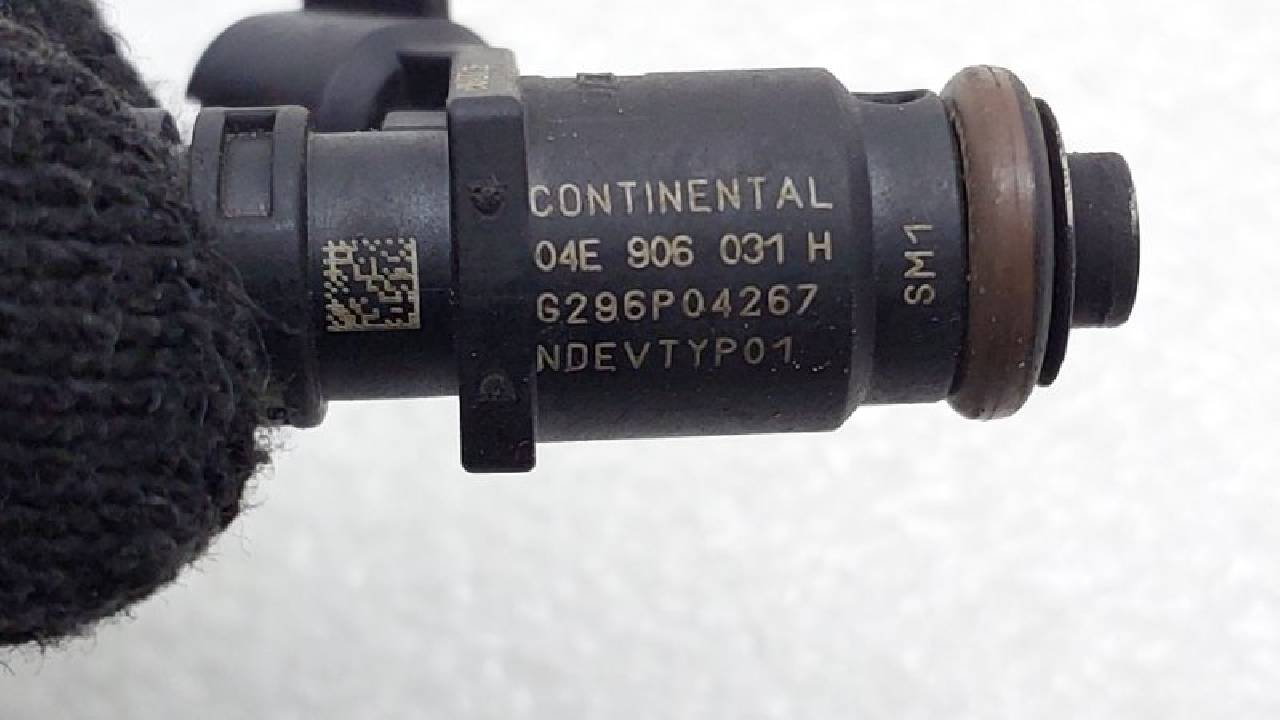 CONTINENTAL
04E 906 031 H
G296P04267
NDEVTYP01
SM1